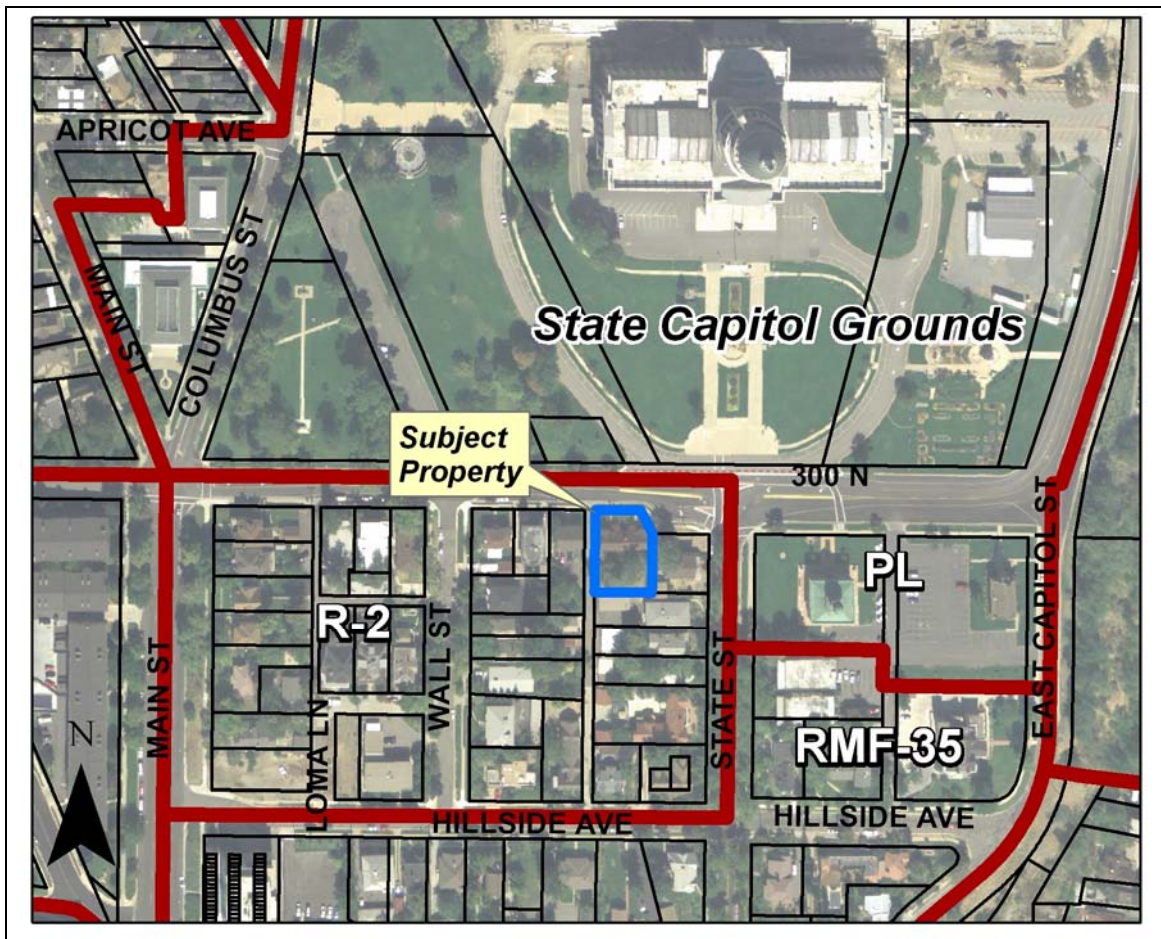 APRICOT AVE
MAIN ST
COLUMBUS ST
State Capitol Grounds
Subject
Property
300 N
PL
R-2
WALL ST
STATE ST
EAST CAPITOL ST
MAIN ST
N
LOMA LN
RMF-35
HILLSIDE AVE
HILLSIDE AVE